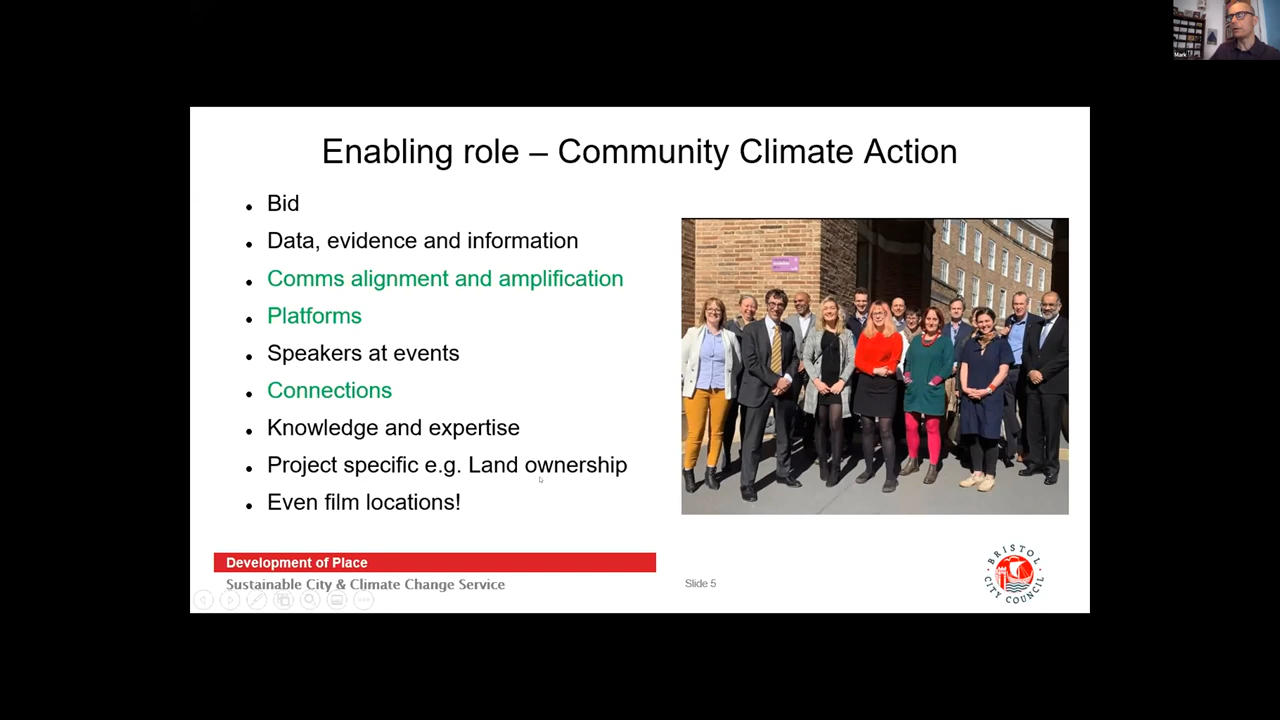 Mark
Enabling role – Community Climate Action
Bid
Data, evidence and information
Comms alignment and amplification
Platforms
Speakers at events
Connections
Knowledge and expertise
Project specific e.g. Land ownership
Even film locations!
Development of Place
Sustainable City & Climate Change Service
Slide 5
BRISTOL
CITY COUNCIL